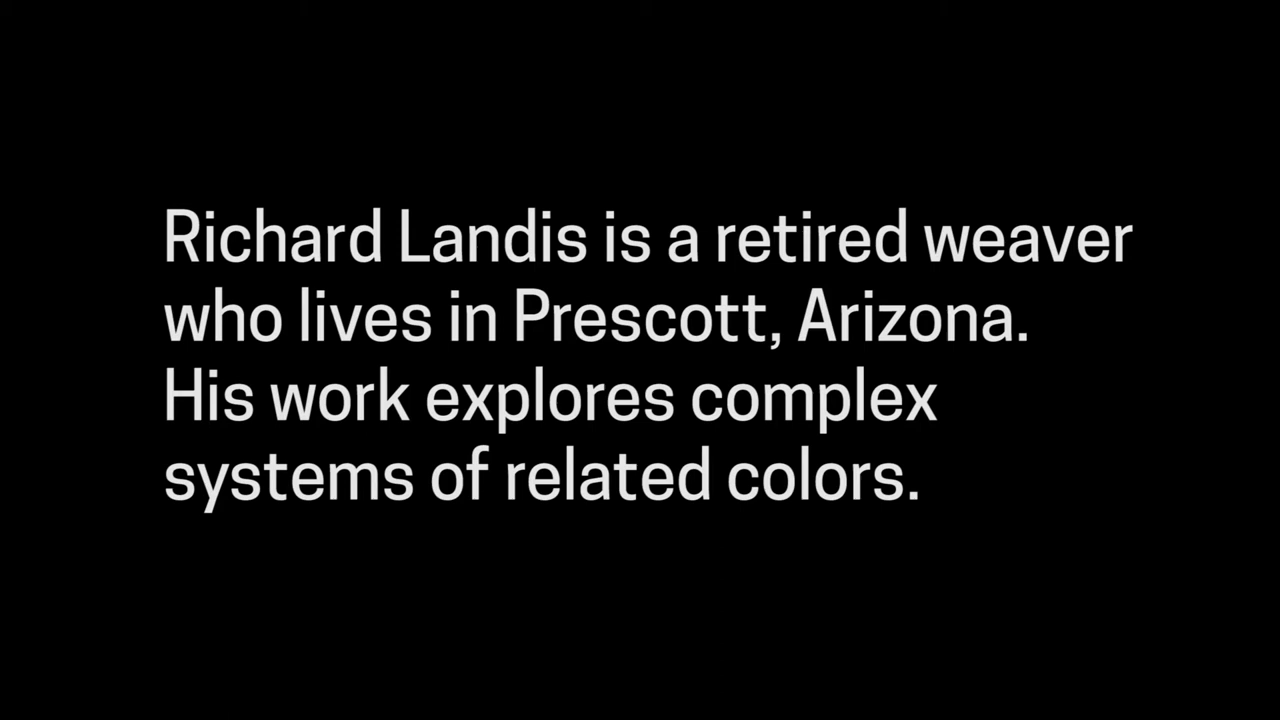 Richard Landis is a retired weaver
who lives in Prescott, Arizona.
His work explores complex
systems of related colors.